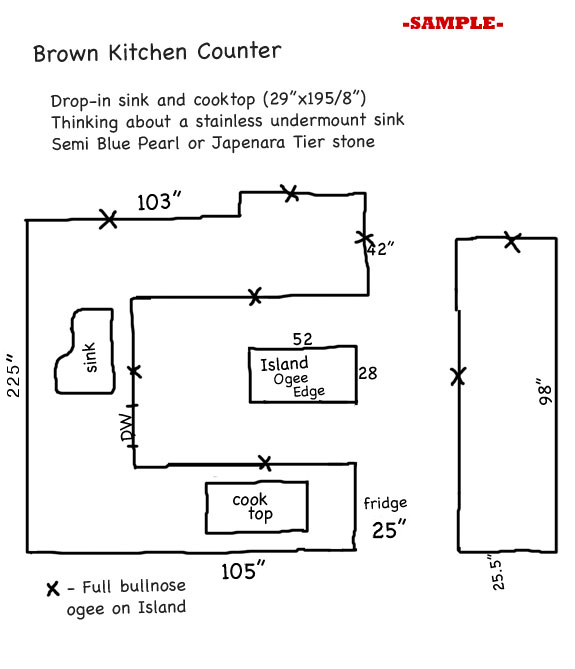 -SAMPLE-
Brown Kitchen Counter
Drop-in sink and cooktop (29"x195/8")
Thinking about a stainless undermount sink
Semi Blue Pearl or Japenara Tier stone
103"
42"
225"
sink
DW
52
Island
Ogee
Edge
28
98"
cook
top
fridge
25"
105"
25.5"
X - Full bullnose
ogee on Island